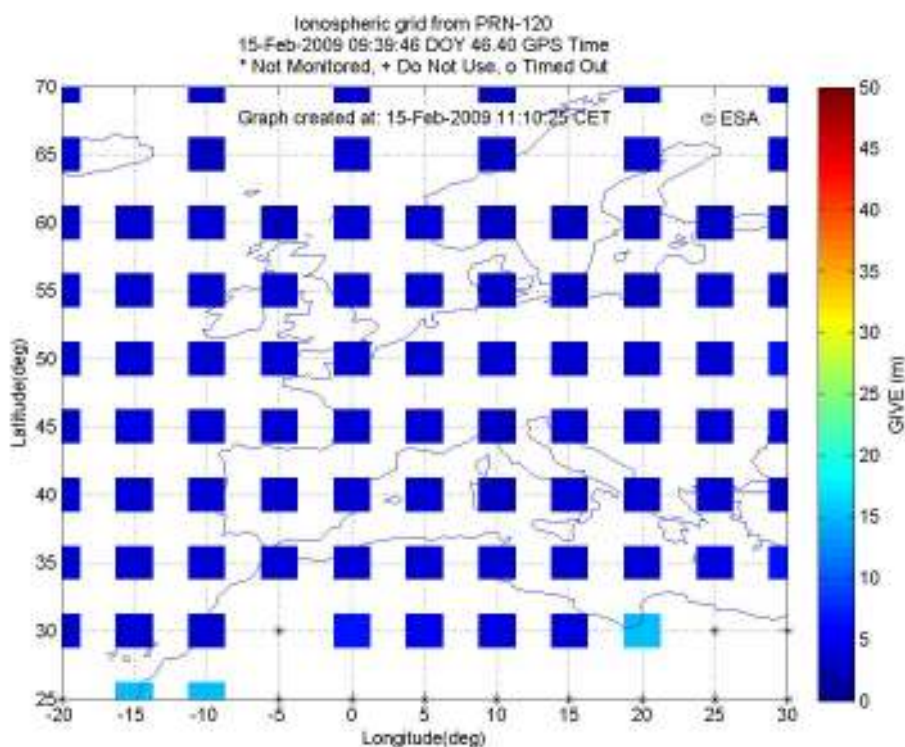 Ionospheric grid from PRN-120
15-Feb-2009 09:39:46 DOY 46.40 GPS Time
* Not Monitored, + Do Not Use, o Timed Out
Graph created at: 15-Feb-2009 11:10:25 CET
© ESA
70
65
60
55
50
45
40
35
30
25
Latitude(deg)
-20 -15 -10 -5 0 5 10 15 20 25 30
Longitude(deg)
50
45
40
35
30
25
20
15
10
5
0
GIVE (m)